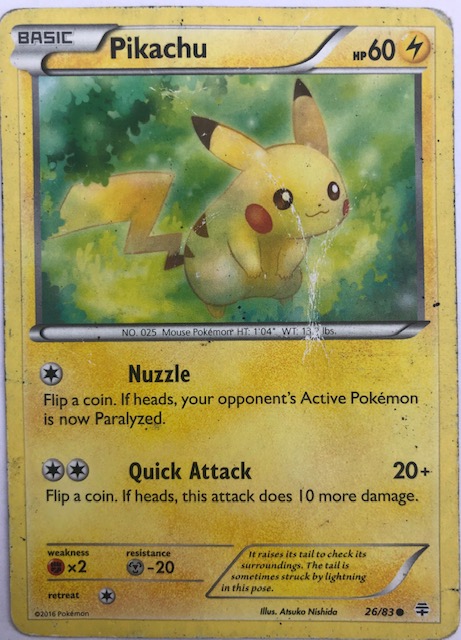 BASIC
Pikachu
HP60
NO. 025 Mouse Pokémon HT: 1'04" WT: lbs.
Nuzzle
Flip a coin. If heads, your opponent's Active Pokémon
is now Paralyzed.
Quick Attack 20+
Flip a coin. If heads, this attack does 10 more damage.
weakness
×2
resistance
-20
retreat
It raises its tail to check its
surroundings. The tail is
sometimes struck by lightning
in this pose.
©2016 Pokémon
Illus. Atsuko Nishida
26/83